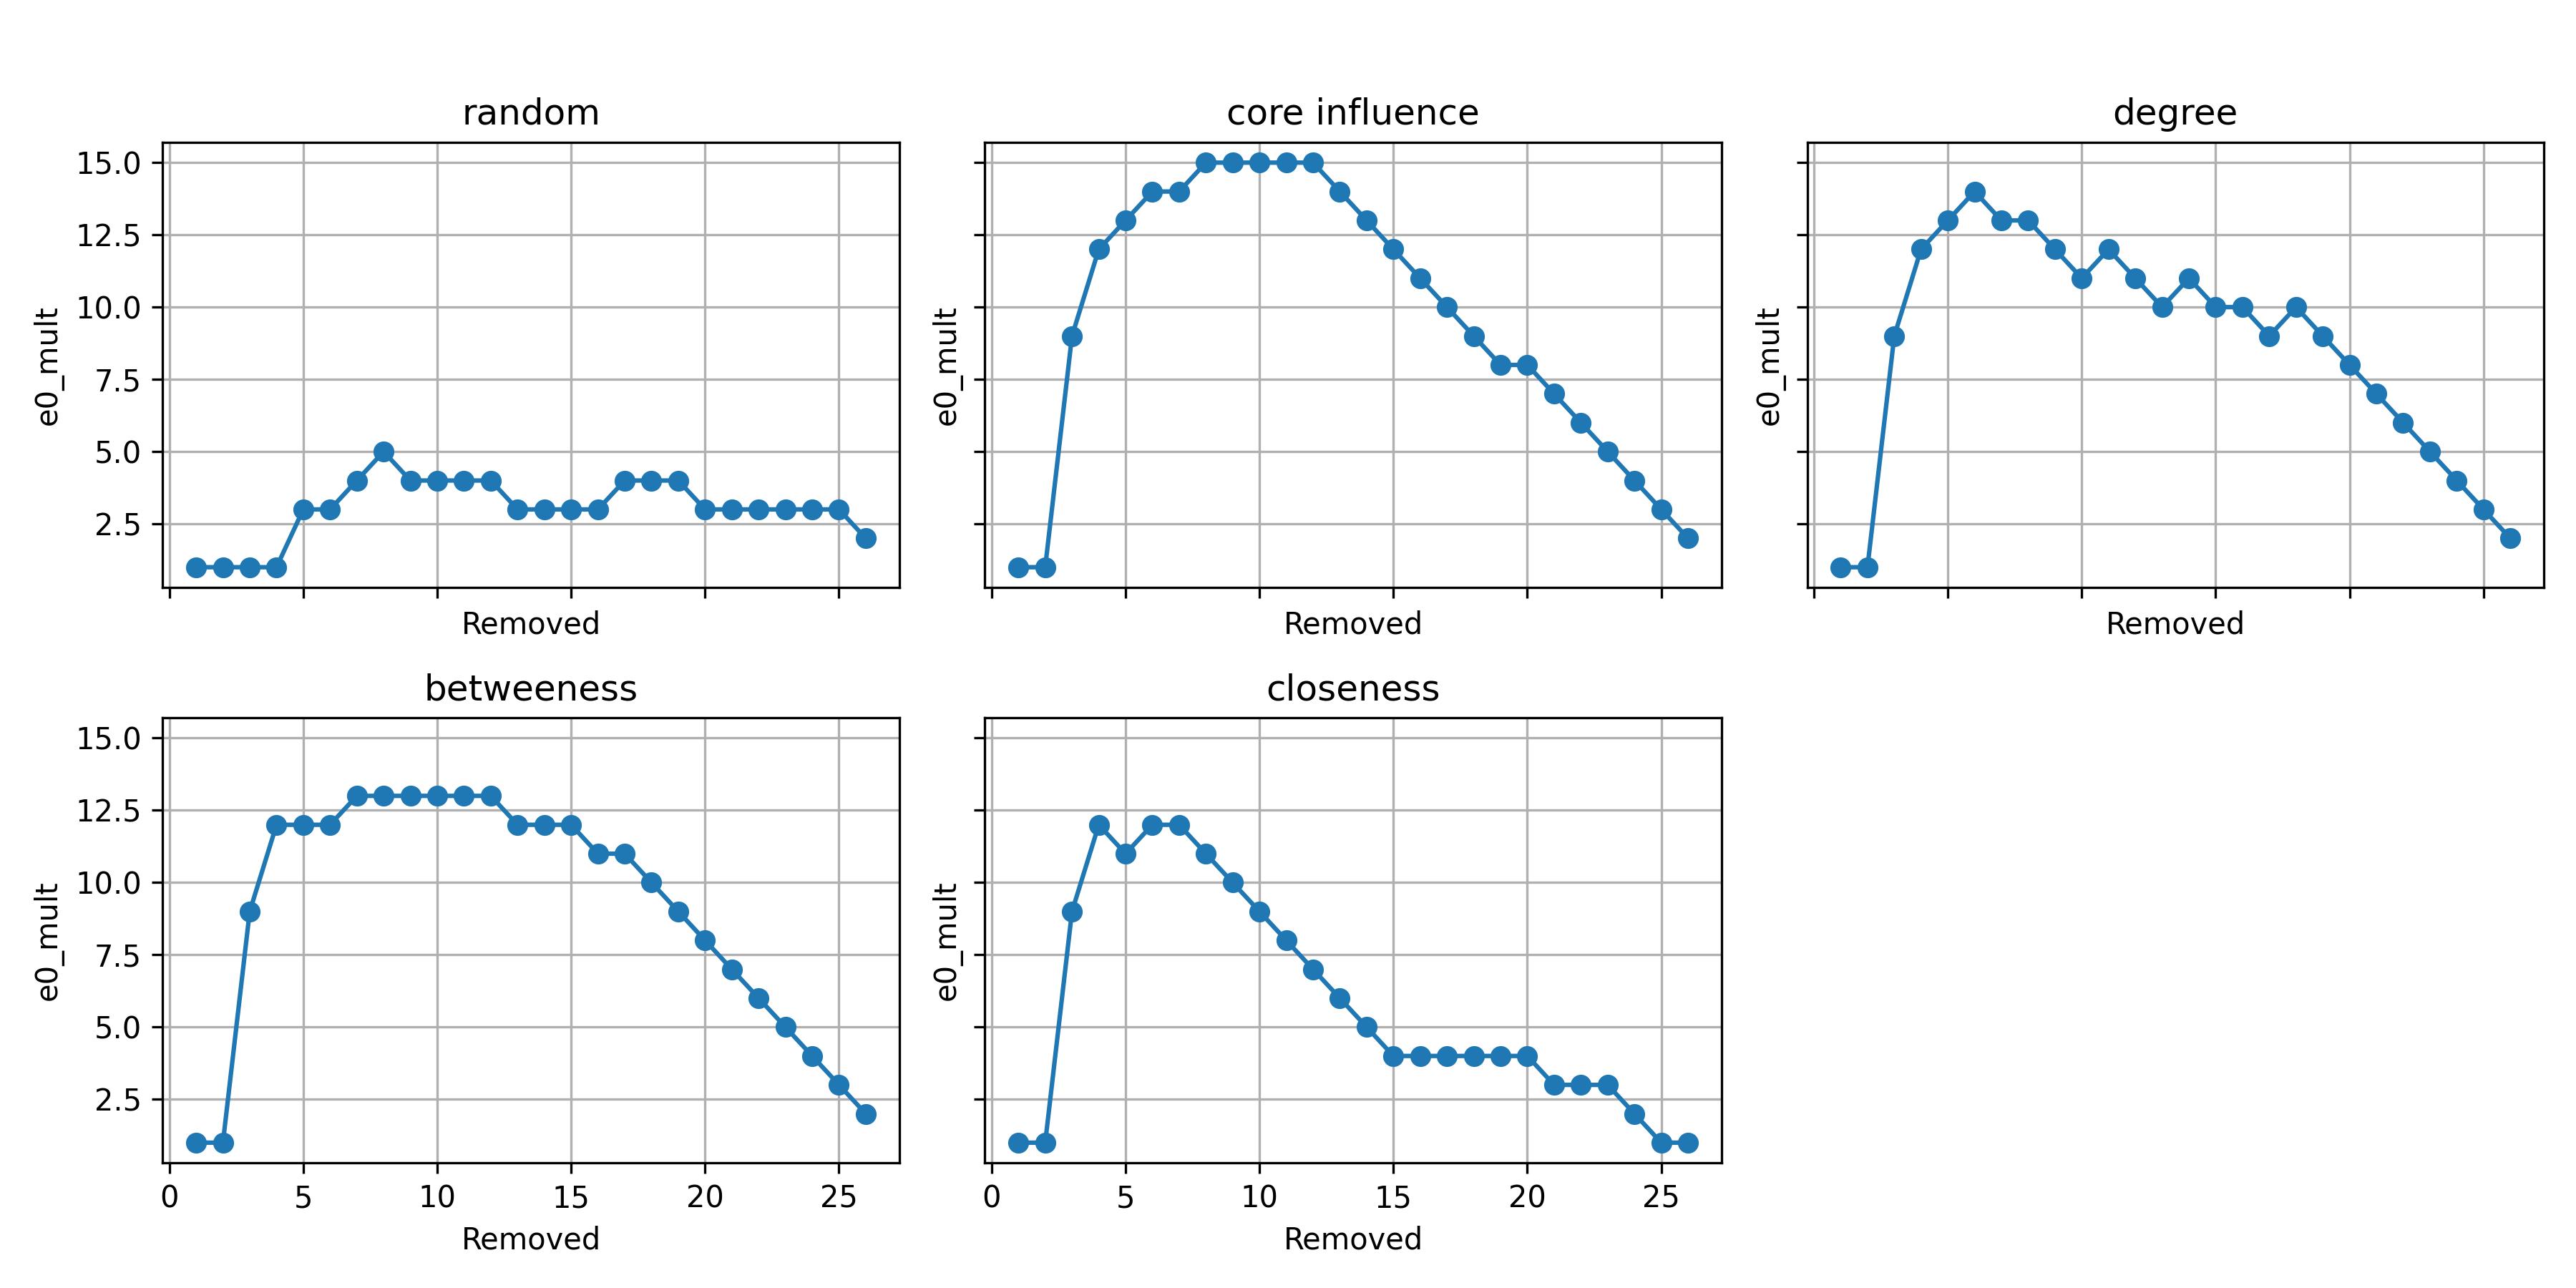 random
core influence
degree
15.0
12.5
10.0
7.5
5.0
2.5
e0_mult
e0_mult
e0_mult
Removed
Removed
Removed
betweeness
closeness
15.0
12.5
10.0
7.5
5.0
2.5
e0_mult
e0_mult
0 5 10 15 20 25
0 5 10 15 20 25
Removed
Removed